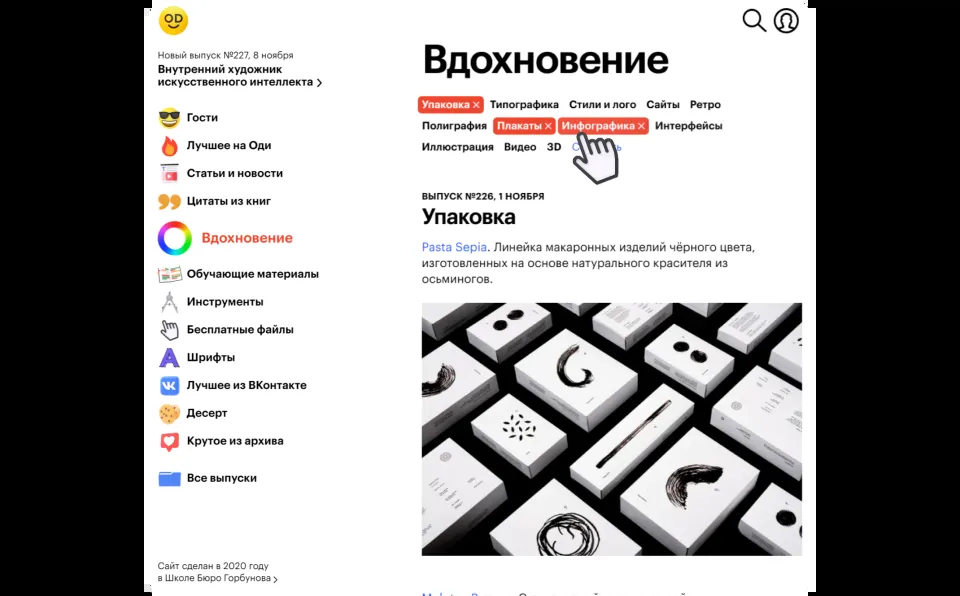 OD
Новый выпуск №227, 8 ноября
Внутренний художник
искусственного интеллекта
Гости
Лучшее на Оди
Статьи и новости
Цитаты из книг
Вдохновение
Обучающие материалы
Инструменты
Бесплатные файлы
Шрифты
Лучшее из ВКонтакте
Десерт
Крутое из архива
Все выпуски
Сайт сделан в 2020 году
в Школе Бюро Горбунова
Вдохновение
Упаковка × Типографика Стили и лого Сайты Ретро
Полиграфия Плакаты × Инфографика × Интерфейсы
Иллюстрация Видео 3D
ВЫПУСК №226, 1 НОЯБРЯ
Упаковка
Pasta Sepia. Линейка макаронных изделий чёрного цвета,
изготовленных на основе натурального красителя из
осьминогов.